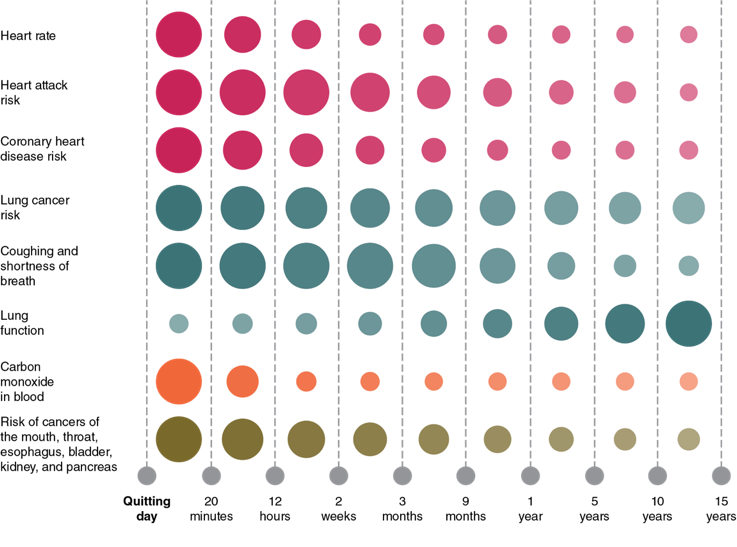 Heart rate
Heart attack
risk
Coronary heart
disease risk
Lung cancer
risk
Coughing and
shortness of
breath
Lung
function
Carbon
monoxide
in blood
Risk of cancers of
the mouth, throat,
esophagus, bladder,
kidney, and pancreas
Quitting
day
20
minutes
12
hours
2
weeks
3
months
9
months
1
year
5
years
10
years
15
years